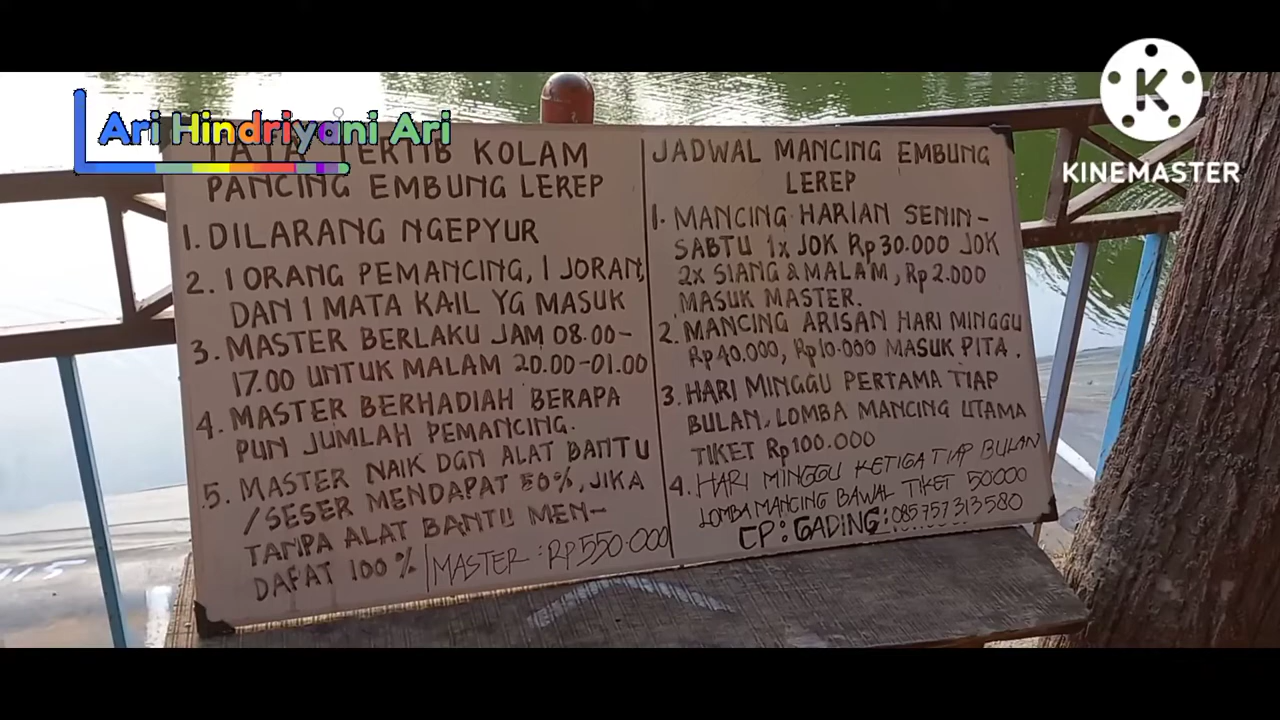 Ari Hindriyani Ari
KINEMASTER
TERTIB KOLAM
PANCING EMBUNG LEREP
1. DILARANG NGEPYUR
2. 1 ORANG PEMANCING, 1 JORAN,
DAN 1 MATA KAIL YG MASUK
3. MASTER BERLAKU JAM 08.00-
17.00 UNTUK MALAM 20.00-01.00
4. MASTER BERHADIAH BERAPA
PUN JUMLAH PEMANCING.
5. MASTER NAIK DGN ALAT BANTU
/SESER MENDAPAT 50%, JIKA
TANPA ALAT BANTU MEN-
DAPAT 100%
MASTER : Rp550.000
JADWAL MANCING EMBUNG
LEREP
1. MANCING HARIAN SENIN-
SABTU 1x JOK Rp30.000 JOK
2x SIANG & MALAM, Rp2.000
MASUK MASTER.
2. MANCING ARISAN HARI MINGGU
Rp40.000, Rp10.000 MASUK PITA.
3. HARI MINGGU PERTAMA TIAP
BULAN, LOMBA MANCING UTAMA
TIKET Rp100.000
4. HARI MINGGU KETIGA TIAP BULAN
LOMBA MANCING BAWAL TIKET 50000
CP : GADING : 085757313580